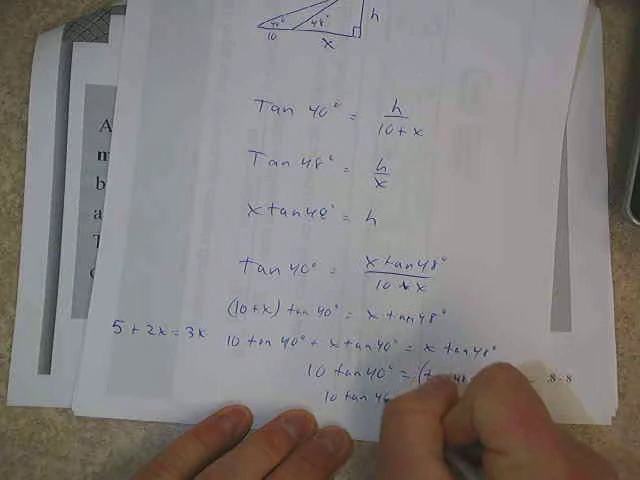 40° 48° h
10 x
Tan 40° = h / 10+x
Tan 48° = h / x
x tan 48° = h
tan 40° = x tan 48° / 10 + x
(10+x) tan 40° = x tan 48°
5 + 2x = 3x
10 tan 40° + x tan 40° = x tan 48°
10 tan 40° = (
10 tan
A
m
b
a
T